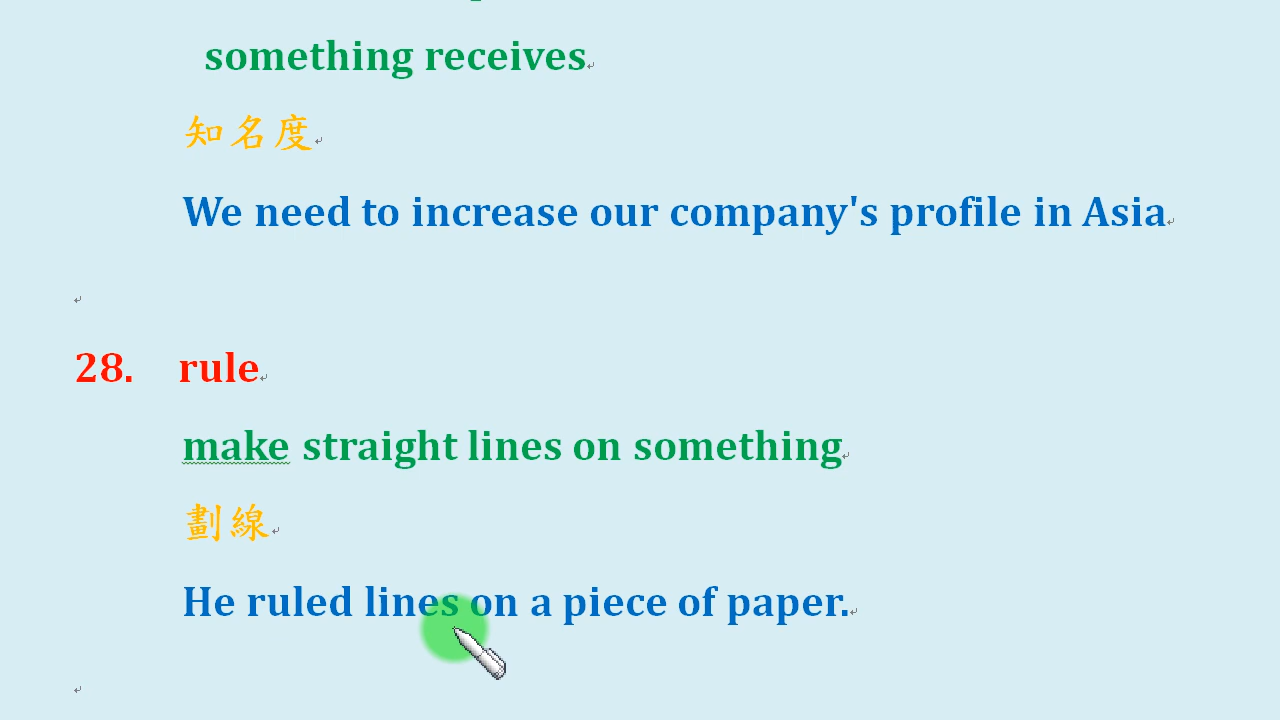 something receives
知名度
We need to increase our company's profile in Asia
28. rule
make straight lines on something
劃線
He ruled lines on a piece of paper.